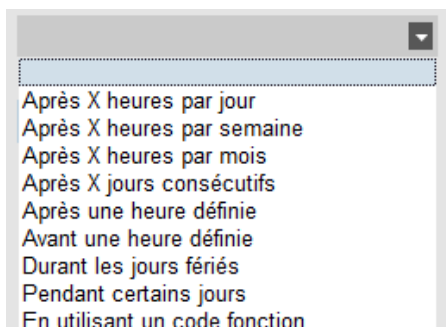 Après X heures par jour
Après X heures par semaine
Après X heures par mois
Après X jours consécutifs
Après une heure définie
Avant une heure définie
Durant les jours fériés
Pendant certains jours
En utilisant un code fonction